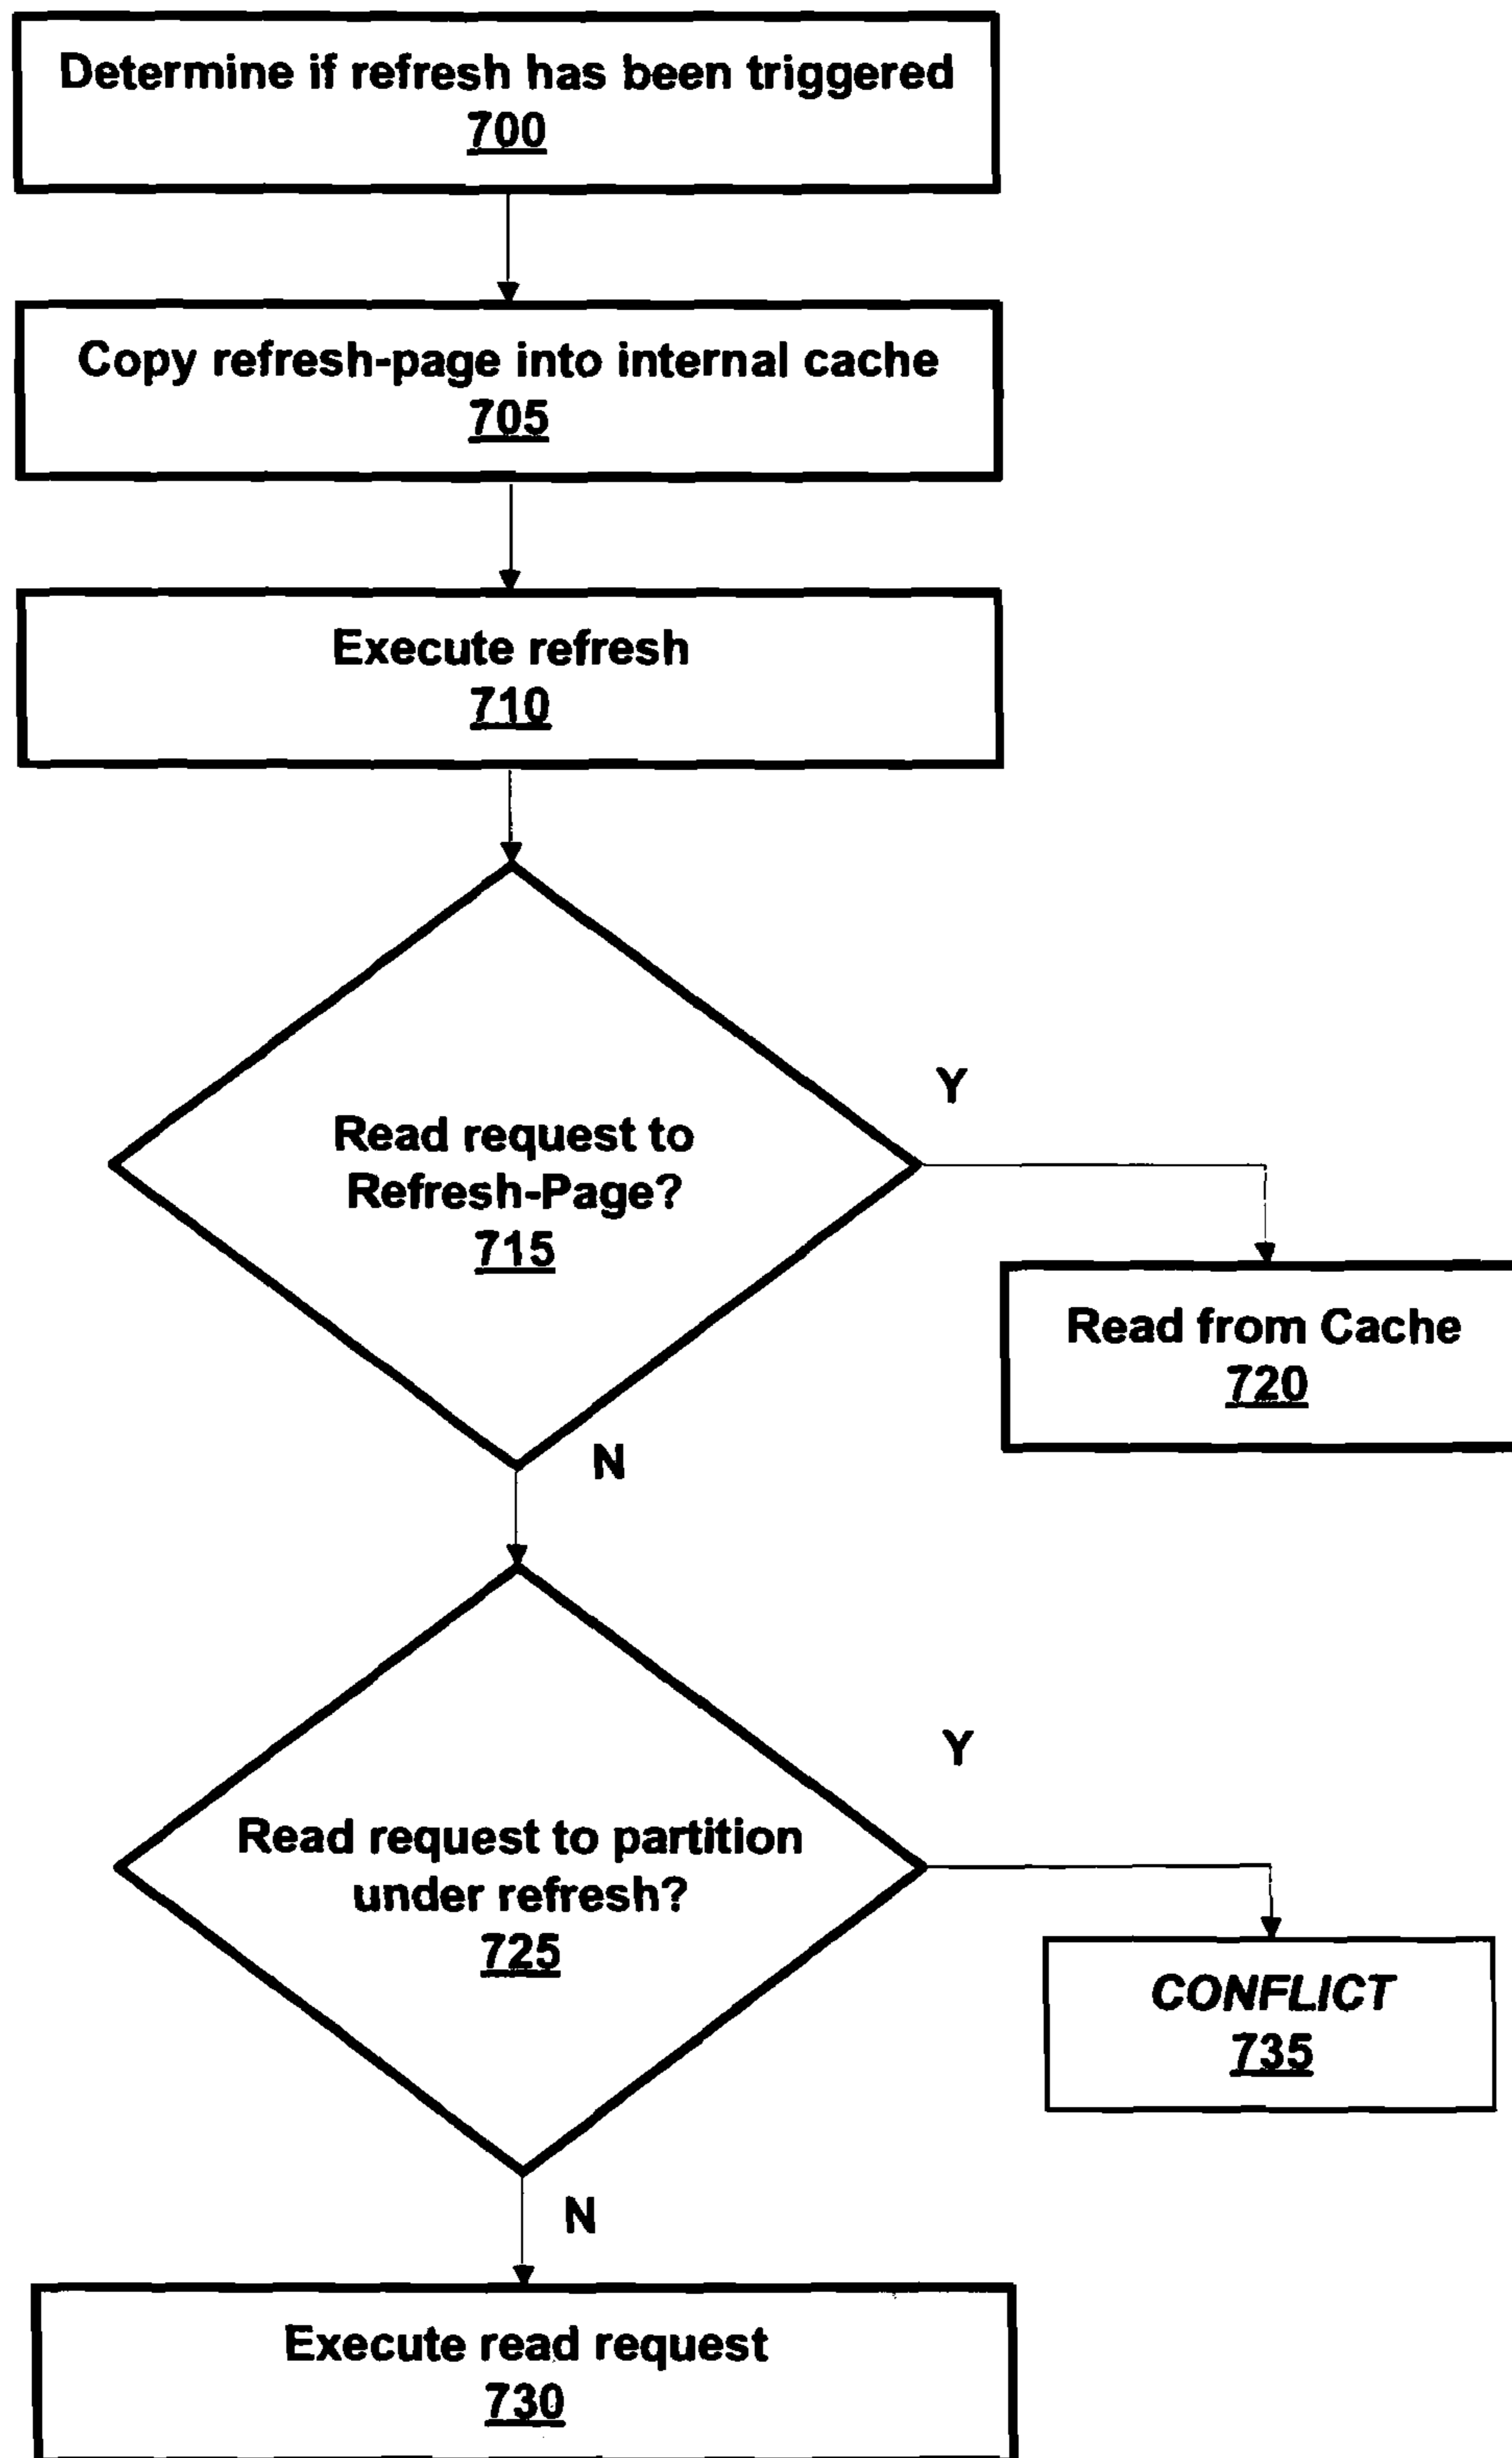 Determine if refresh has been triggered
700
Copy refresh-page into internal cache
705
Execute refresh
710
Y
Read request to
Refresh-Page?
715
Read from Cache
720
N
Y
Read request to partition
under refresh?
725
CONFLICT
735
N
Execute read request
730